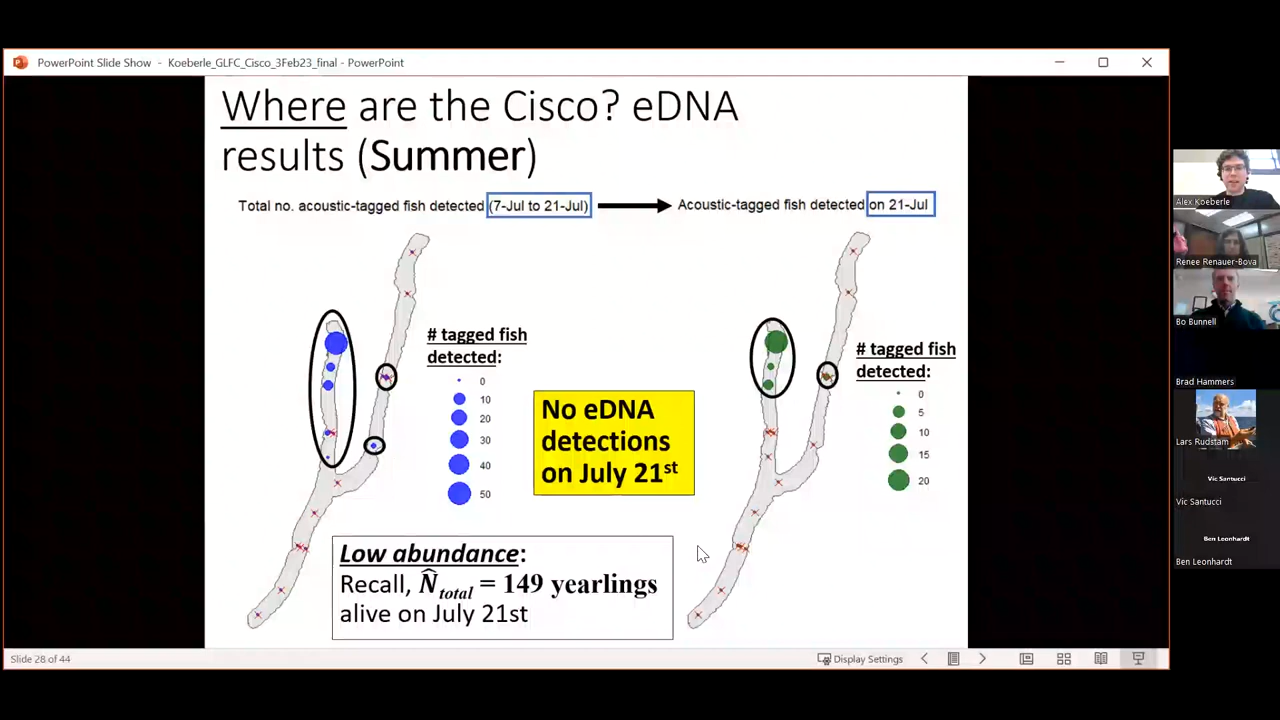 PowerPoint Slide Show - Koeberle_GLFC_Cisco_3Feb23_final - PowerPoint
Where are the Cisco? eDNA
results (Summer)
Total no. acoustic-tagged fish detected (7-Jul to 21-Jul)
Acoustic-tagged fish detected on 21-Jul
# tagged fish
detected:
0
10
20
30
40
50
No eDNA
detections
on July 21st
# tagged fish
detected:
0
5
10
15
20
Low abundance:
Recall, N̂total = 149 yearlings
alive on July 21st
Slide 28 of 44
Display Settings
Alex Koeberle
Renee Renauer-Bova
Bo Bunnell
Brad Hammers
Lars Rudstam
Vic Santucci
Vic Santucci
Ben Leonhardt
Ben Leonhardt